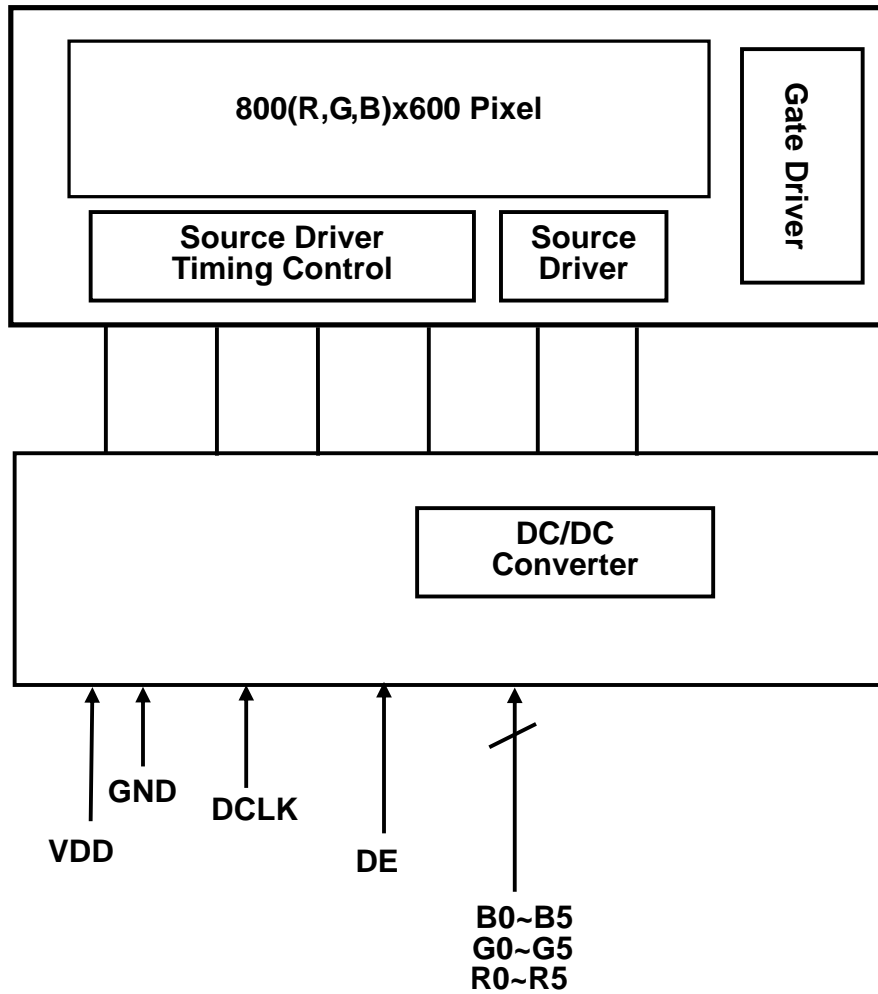 800(R,G,B)x600 Pixel
Gate Driver
Source Driver
Timing Control
Source
Driver
DC/DC
Converter
GND
DCLK
VDD
DE
B0~B5
G0~G5
R0~R5